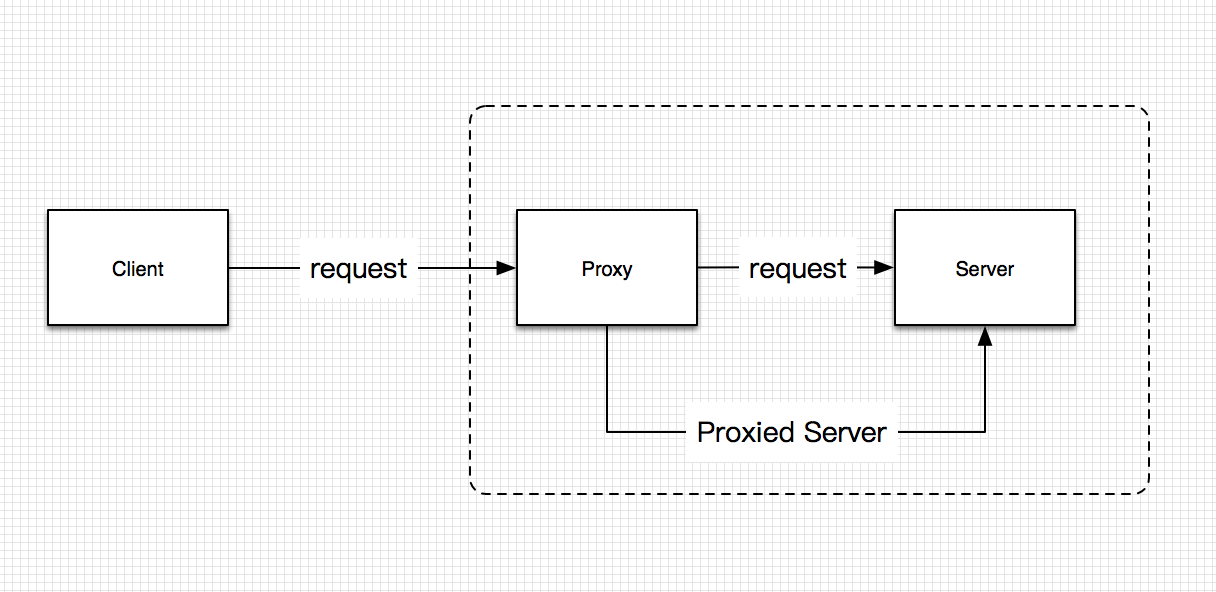 Client
request
Proxy
request
Server
Proxied Server